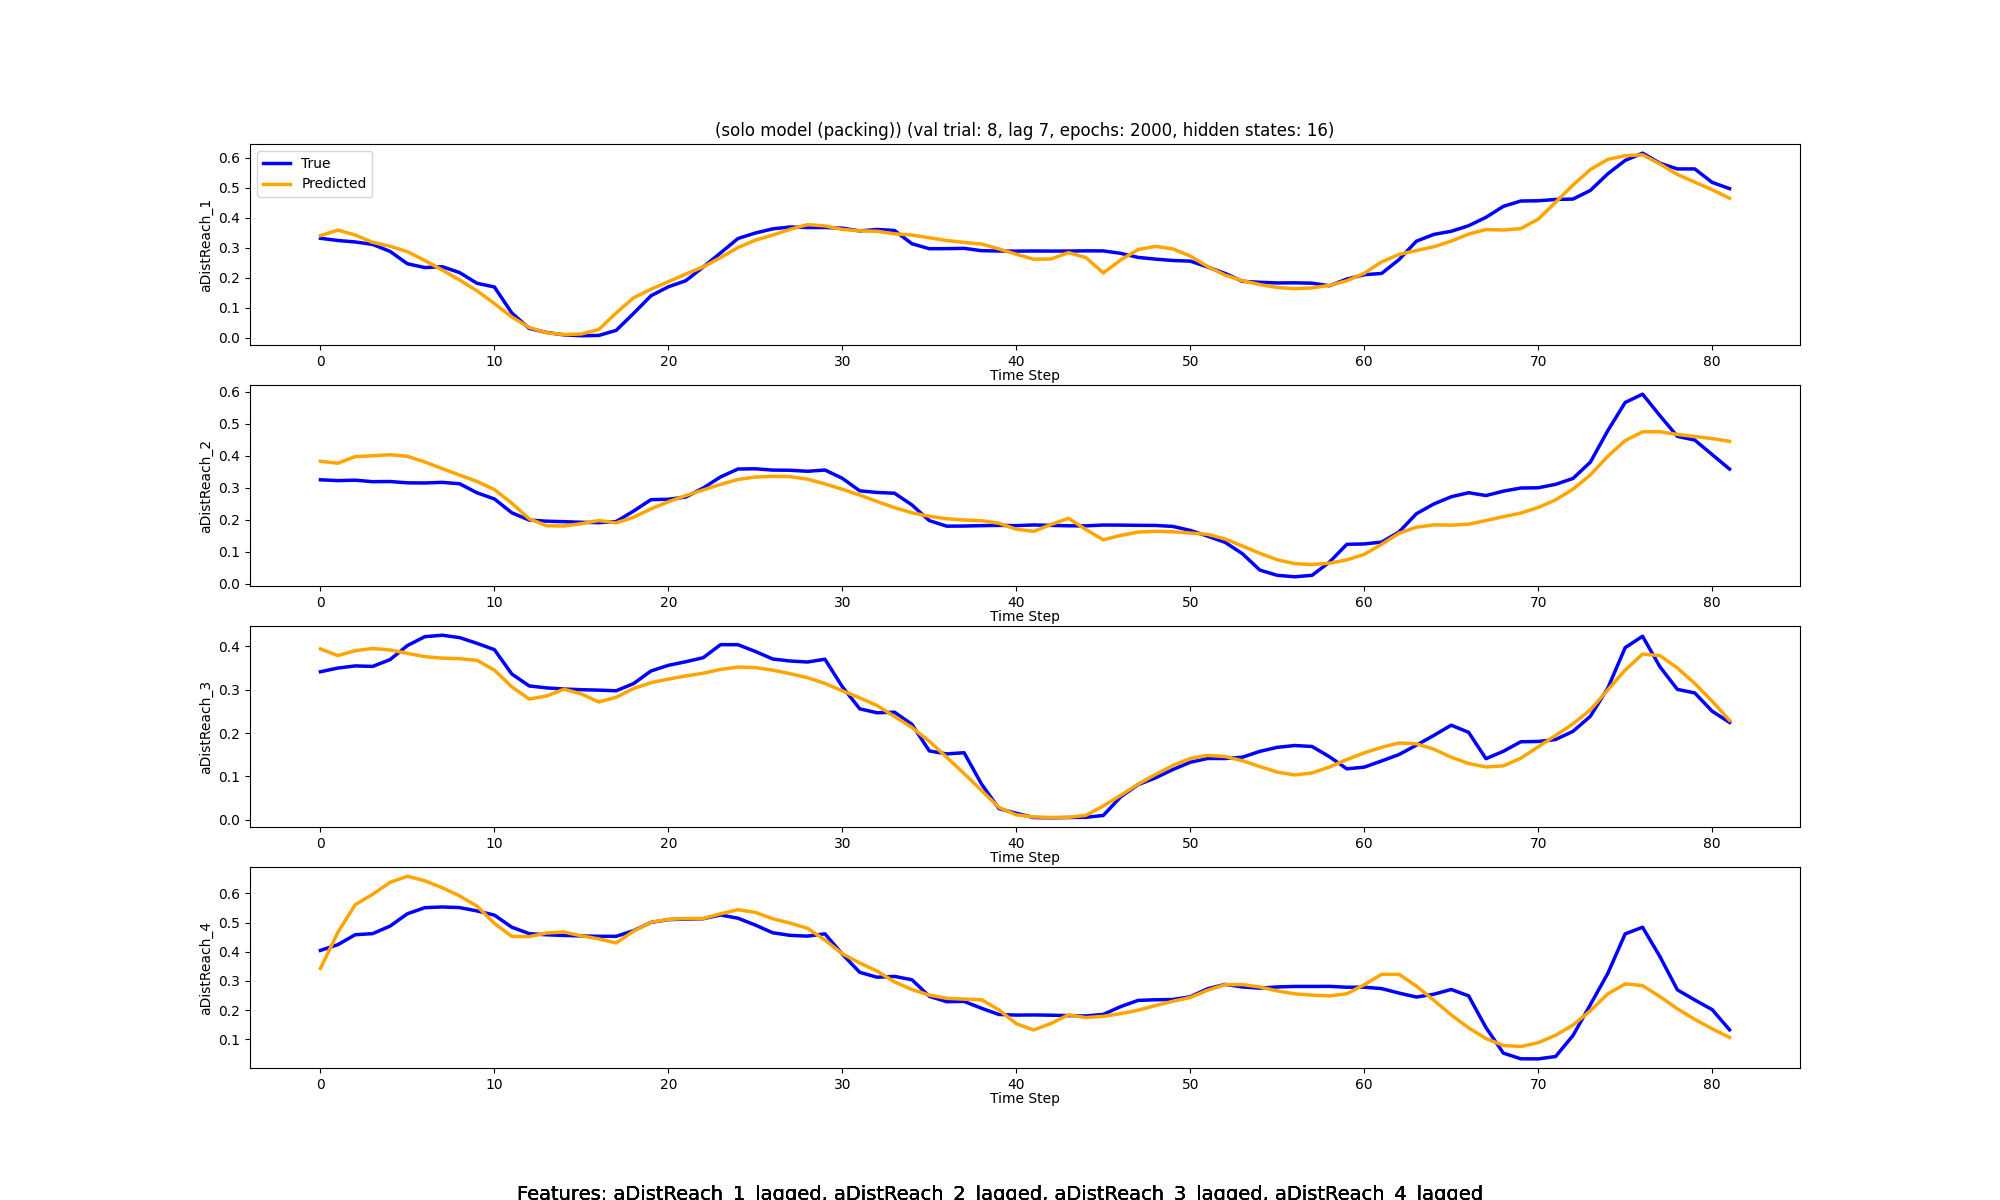 (solo model (packing)) (val trial: 8, lag 7, epochs: 2000, hidden states: 16)
True
Predicted
aDistReach_1
0.6
0.5
0.4
0.3
0.2
0.1
0.0
0 10 20 30 40 50 60 70 80
Time Step
aDistReach_2
0.6
0.5
0.4
0.3
0.2
0.1
0.0
0 10 20 30 40 50 60 70 80
Time Step
aDistReach_3
0.4
0.3
0.2
0.1
0.0
0 10 20 30 40 50 60 70 80
Time Step
aDistReach_4
0.6
0.5
0.4
0.3
0.2
0.1
0 10 20 30 40 50 60 70 80
Time Step
Features: aDistReach_1_lagged, aDistReach_2_lagged, aDistReach_3_lagged, aDistReach_4_lagged